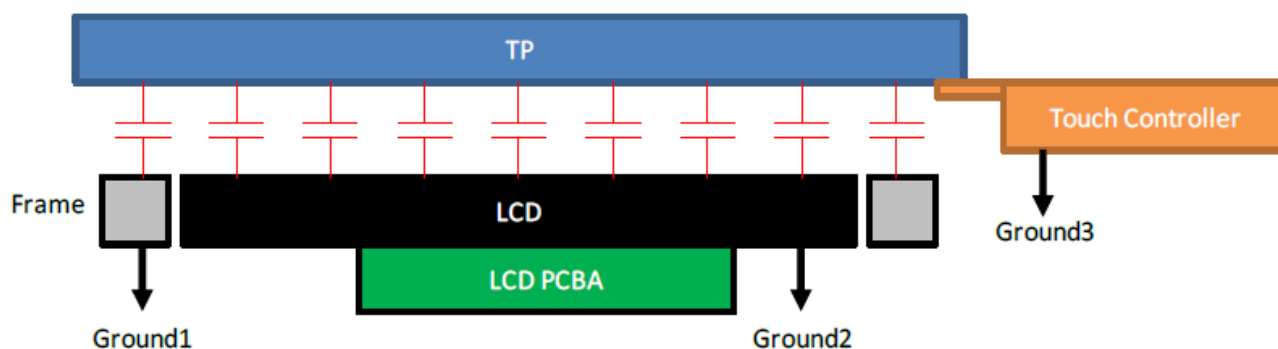 TP
Touch Controller
Frame
LCD
Ground3
LCD PCBA
Ground1
Ground2